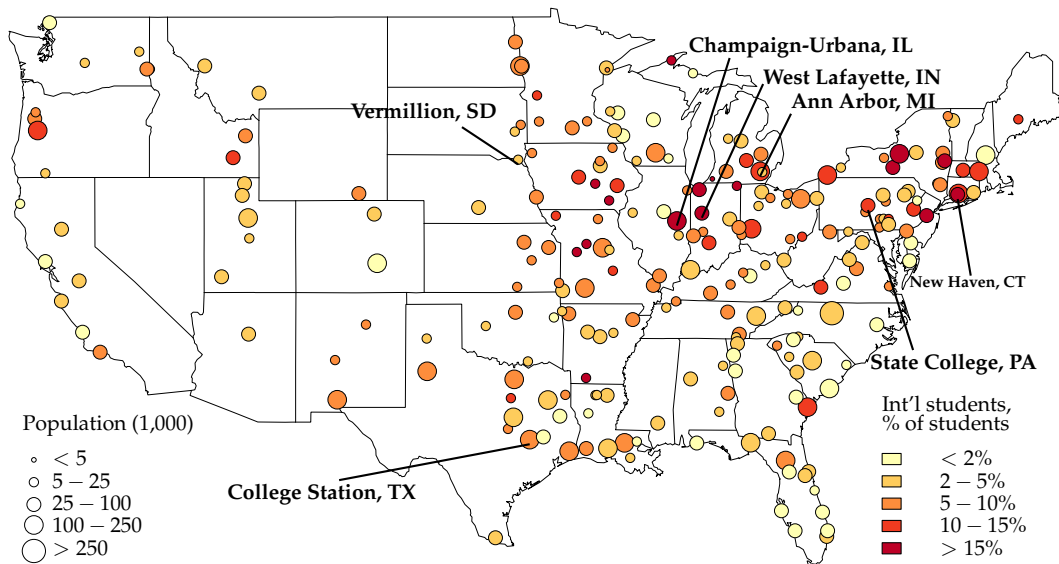 Champaign-Urbana, IL
West Lafayette, IN
Ann Arbor, MI
Vermillion, SD
New Haven, CT
State College, PA
College Station, TX
Population (1,000)
< 5
5 – 25
25 – 100
100 – 250
> 250
Int'l students,
% of students
< 2%
2 – 5%
5 – 10%
10 – 15%
> 15%